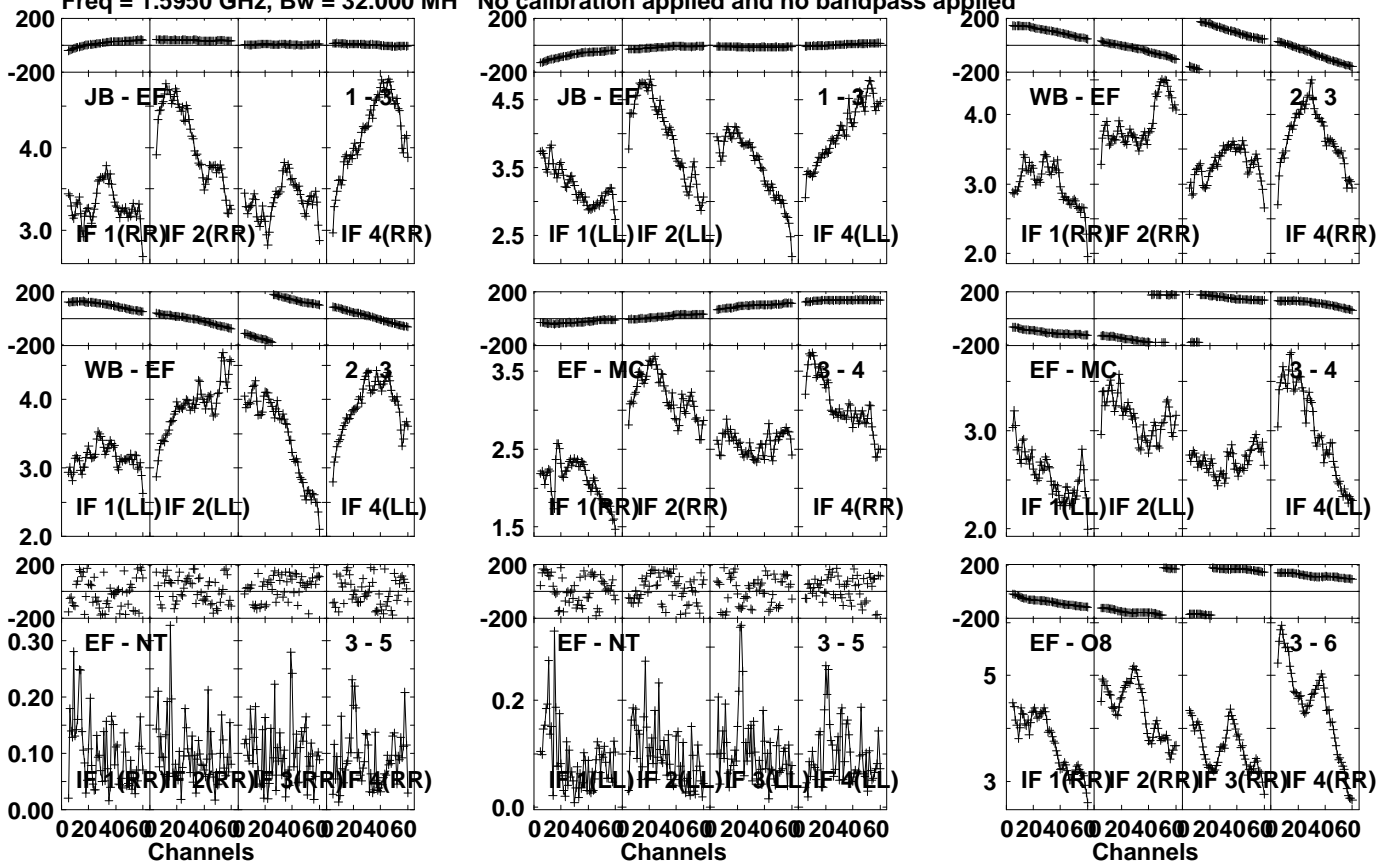 Freq = 1.5950 GHz, Bw = 32.000 MH No calibration applied and no bandpass applied
200
-200
JB - EF 1 - 3
4.0
3.0
IF 1(RR) IF 2(RR) IF 4(RR)
JB - EF 1 - 3
4.5
3.5
2.5
IF 1(LL) IF 2(LL) IF 4(LL)
200
-200
WB - EF 2 - 3
4.0
3.0
2.0
IF 1(RR) IF 2(RR) IF 4(RR)
200
-200
WB - EF 2 - 3
4.0
3.0
2.0
IF 1(LL) IF 2(LL) IF 4(LL)
EF - MC 3 - 4
3.5
2.5
1.5
IF 1(RR) IF 2(RR) IF 4(RR)
200
-200
EF - MC 3 - 4
3.0
2.0
IF 1(LL) IF 2(LL) IF 4(LL)
200
-200
EF - NT 3 - 5
0.30
0.20
0.10
0.00
IF 1(RR) IF 2(RR) IF 3(RR) IF 4(RR)
0 20 40 60 0 20 40 60 0 20 40 60 0 20 40 60
Channels
200
-200
EF - NT 3 - 5
0.2
0.0
IF 1(LL) IF 2(LL) IF 3(LL) IF 4(LL)
0 20 40 60 0 20 40 60 0 20 40 60 0 20 40 60
Channels
200
-200
EF - O8 3 - 6
5
3
IF 1(RR) IF 2(RR) IF 3(RR) IF 4(RR)
0 20 40 60 0 20 40 60 0 20 40 60 0 20 40 60
Channels